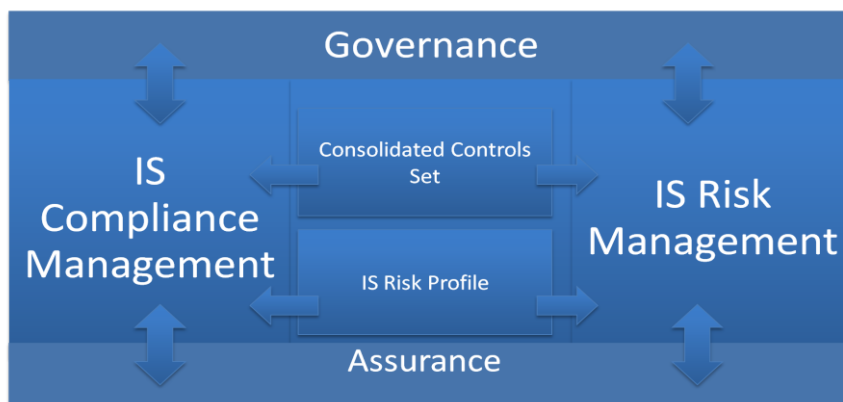 Governance
IS
Compliance
Management
Consolidated Controls
Set
IS Risk Profile
IS Risk
Management
Assurance